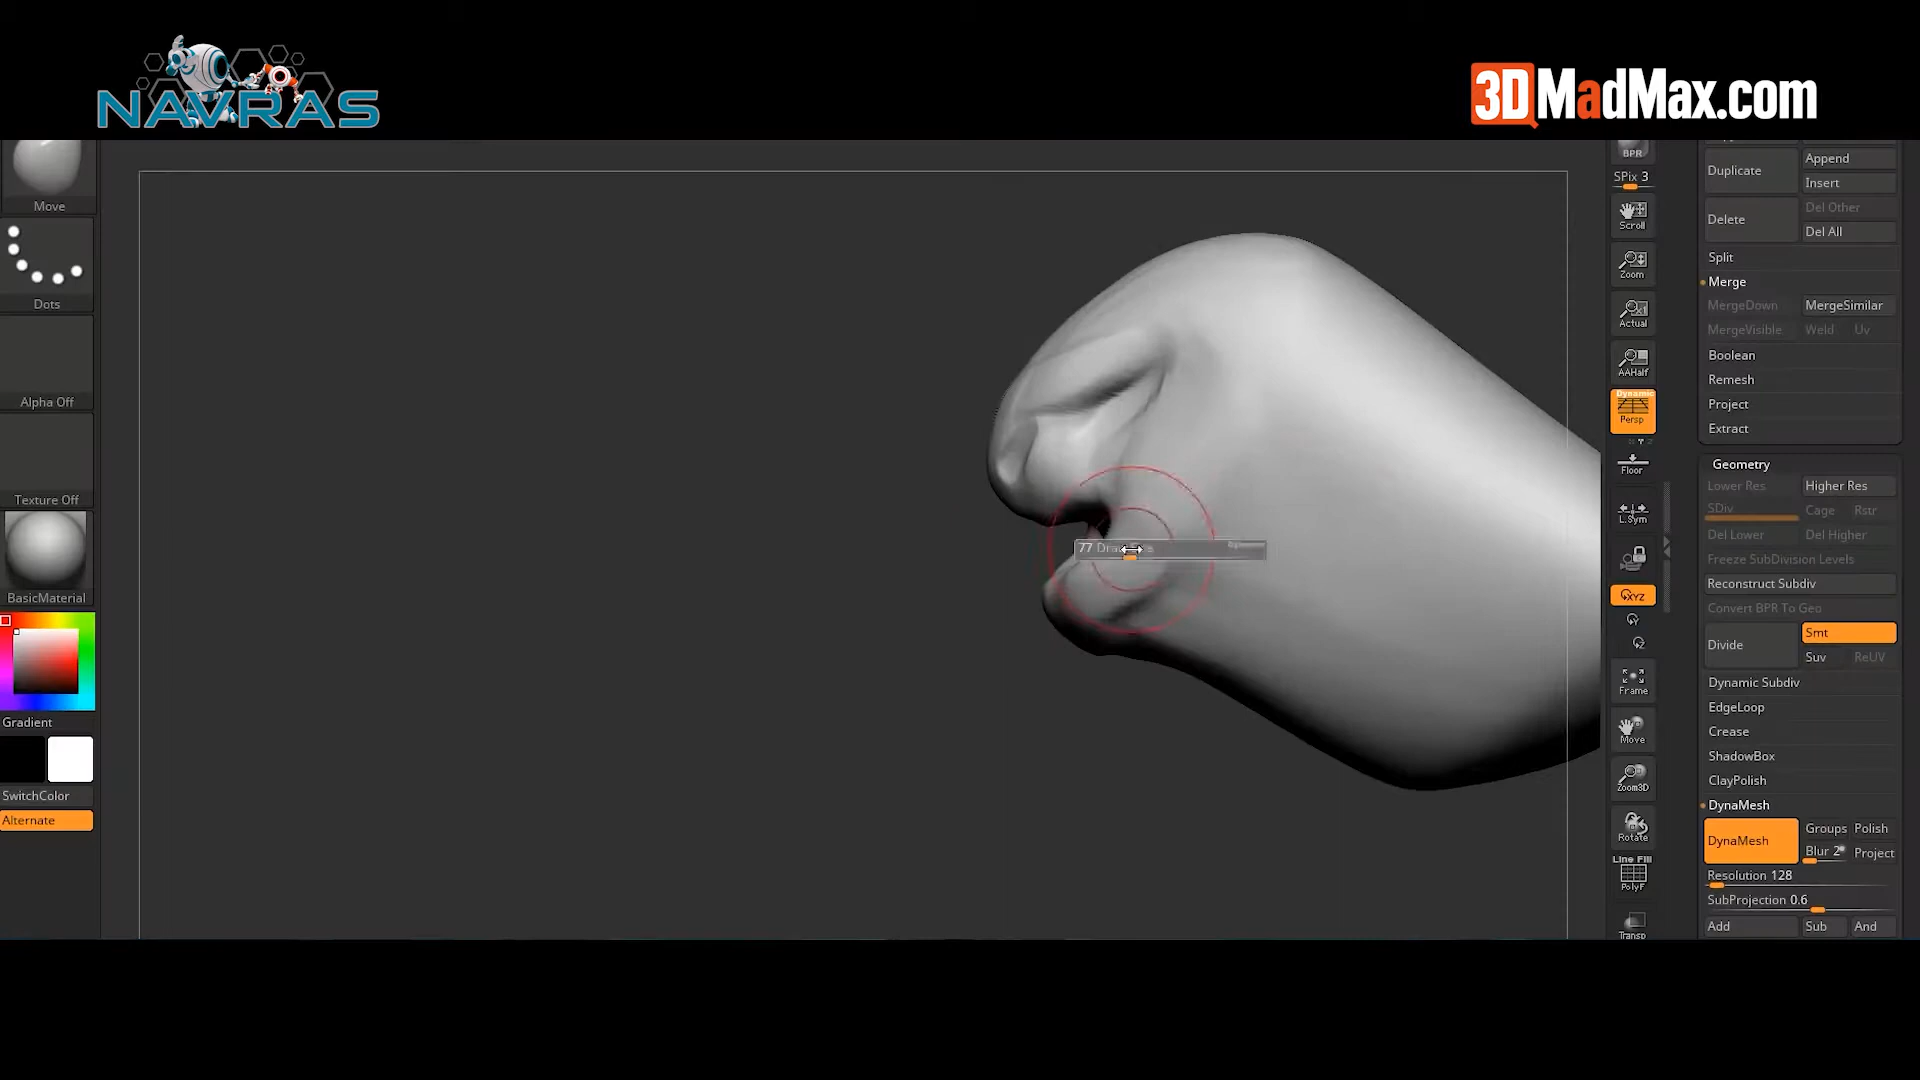 NAVRAS
3DMadMax.com
Move
Dots
Alpha Off
Texture Off
BasicMaterial
Gradient
SwitchColor
Alternate
77
BPR
SPix 3
Scroll
Zoom
Actual
AAHalf
Dynamic
Persp
Floor
L.Sym
XYZ
Frame
Move
Zoom3D
Rotate
Line Fill
PolyF
Transp
Duplicate
Append
Insert
Delete
Del Other
Del All
Split
Merge
MergeDown
MergeSimilar
MergeVisible
Weld
Uv
Boolean
Remesh
Project
Extract
Geometry
Lower Res
Higher Res
SDiv
Cage
Rstr
Del Lower
Del Higher
Freeze SubDivision Levels
Reconstruct Subdiv
Convert BPR To Geo
Divide
Smt
Suv
ReUV
Dynamic Subdiv
EdgeLoop
Crease
ShadowBox
ClayPolish
DynaMesh
DynaMesh
Groups
Polish
Blur 2
Project
Resolution 128
SubProjection 0.6
Add
Sub
And